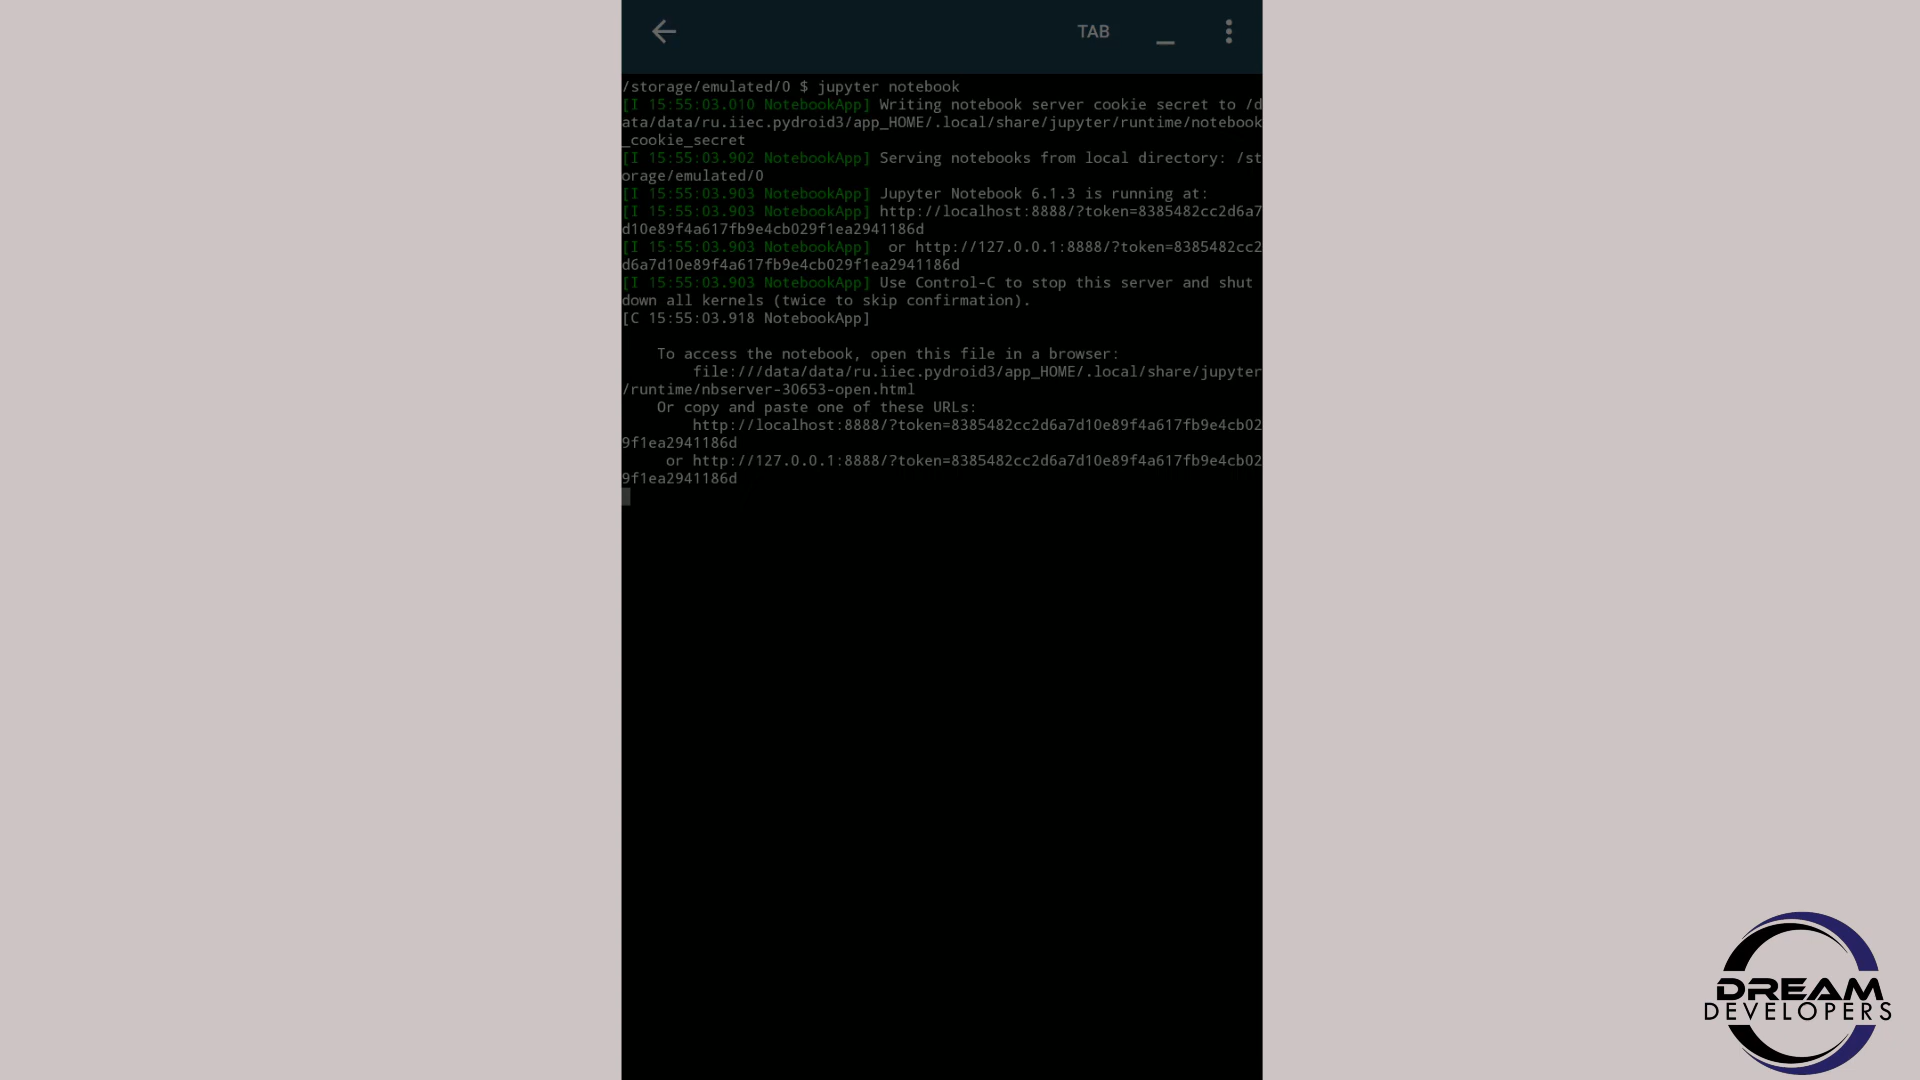 TAB
/storage/emulated/0 $ jupyter notebook
[I 15:55:03.010 NotebookApp] Writing notebook server cookie secret to /d
ata/data/ru.iiec.pydroid3/app_HOME/.local/share/jupyter/runtime/notebook
_cookie_secret
[I 15:55:03.902 NotebookApp] Serving notebooks from local directory: /st
orage/emulated/0
[I 15:55:03.903 NotebookApp] Jupyter Notebook 6.1.3 is running at:
[I 15:55:03.903 NotebookApp] http://localhost:8888/?token=8385482cc2d6a7
d10e89f4a617fb9e4cb029f1ea2941186d
[I 15:55:03.903 NotebookApp]  or http://127.0.0.1:8888/?token=8385482cc2
d6a7d10e89f4a617fb9e4cb029f1ea2941186d
[I 15:55:03.903 NotebookApp] Use Control-C to stop this server and shut
down all kernels (twice to skip confirmation).
[C 15:55:03.918 NotebookApp]
To access the notebook, open this file in a browser:
file:///data/data/ru.iiec.pydroid3/app_HOME/.local/share/jupyter
/runtime/nbserver-30653-open.html
Or copy and paste one of these URLs:
http://localhost:8888/?token=8385482cc2d6a7d10e89f4a617fb9e4cb02
9f1ea2941186d
or http://127.0.0.1:8888/?token=8385482cc2d6a7d10e89f4a617fb9e4cb02
9f1ea2941186d
DREAM
DEVELOPERS